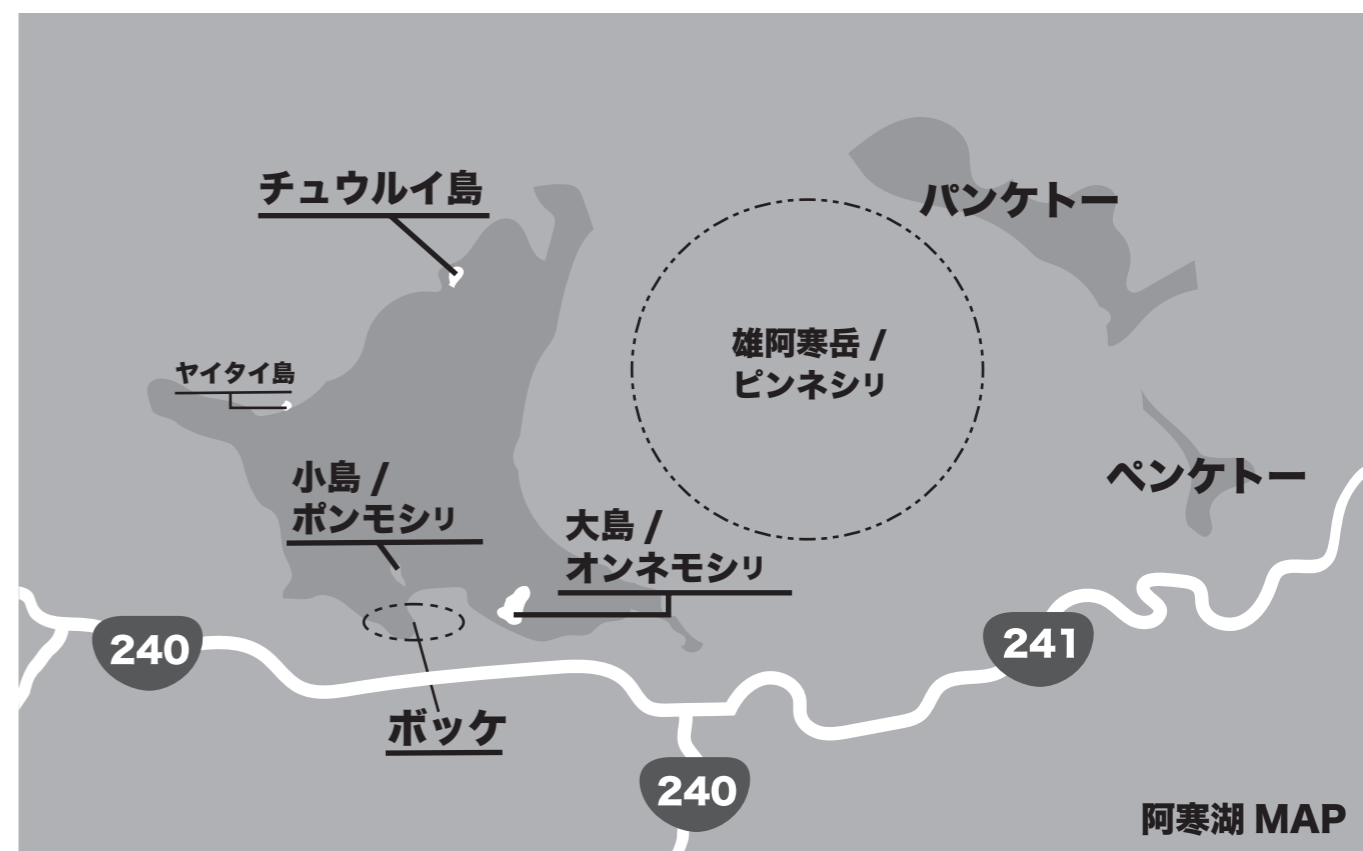 チュウルイ島
パンケトー
雄阿寒岳 /
ピンネシリ
ヤイタイ島
小島 /
ポンモシリ
大島 /
オンネモシリ
ペンケトー
240
241
ボッケ
240
阿寒湖 MAP